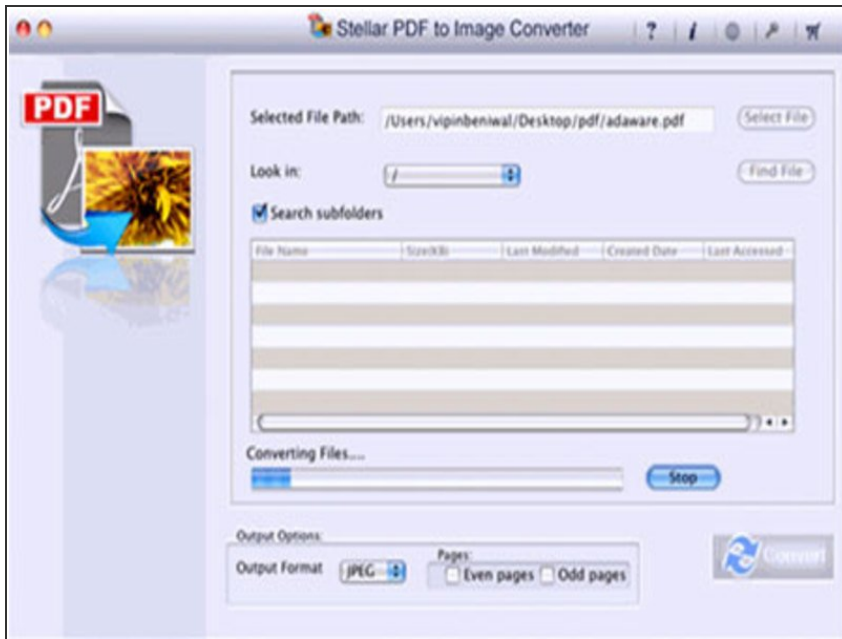 Stellar PDF to Image Converter ? i
PDF
Selected File Path: /Users/vipinbeniwal/Desktop/pdf/adaware.pdf Select File
Look in: / Find File
Search subfolders
File Name Size(KB) Last Modified Created Date Last Accessed
Converting Files....
Stop
Output Options:
Output Format JPEG Pages: Even pages Odd pages
Convert